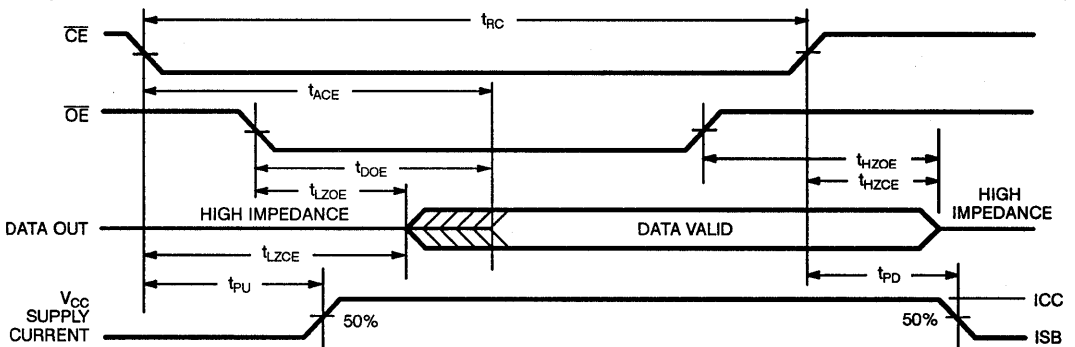 tRC
CE
tACE
OE
tDOE
tHZOE
tLZOE
tHZCE
HIGH IMPEDANCE
HIGH
IMPEDANCE
DATA OUT
DATA VALID
tLZCE
tPU
tPD
VCC
SUPPLY
CURRENT
50%
50%
ICC
ISB